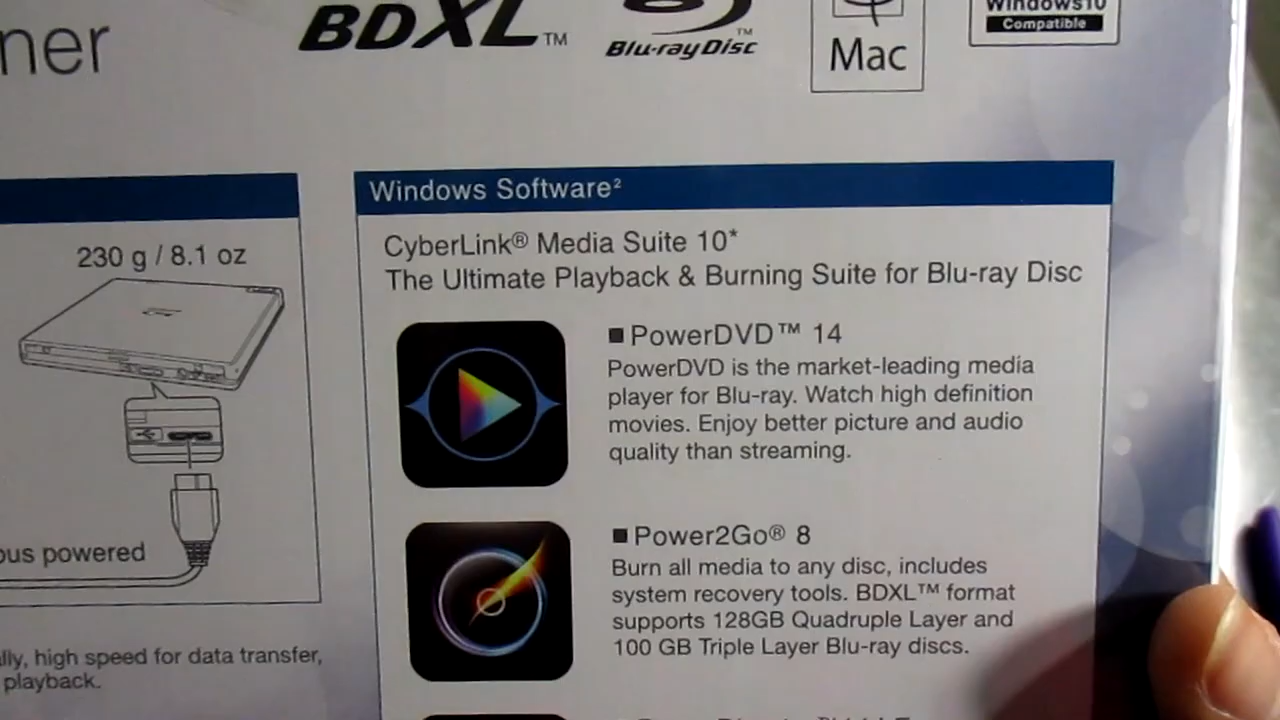 ner
BDXL™
Blu-ray Disc™
Mac
Windows10
Compatible
Windows Software²
230 g / 8.1 oz
CyberLink® Media Suite 10*
The Ultimate Playback & Burning Suite for Blu-ray Disc
■ PowerDVD™ 14
PowerDVD is the market-leading media
player for Blu-ray. Watch high definition
movies. Enjoy better picture and audio
quality than streaming.
■ Power2Go® 8
Burn all media to any disc, includes
system recovery tools. BDXL™ format
supports 128GB Quadruple Layer and
100 GB Triple Layer Blu-ray discs.
bus powered
lly, high speed for data transfer,
playback.